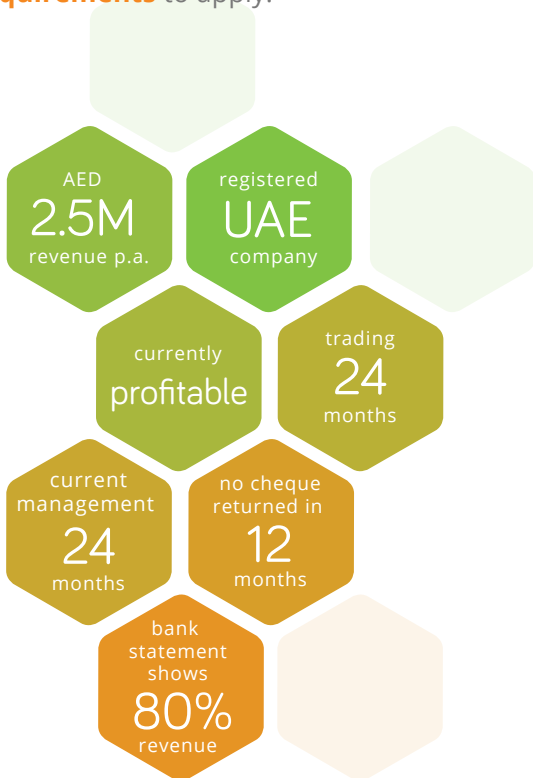 quirements to apply.
AED
2.5M
revenue p.a.
registered
UAE
company
currently
profitable
trading
24
months
current
management
24
months
no cheque
returned in
12
months
bank
statement
shows
80%
revenue